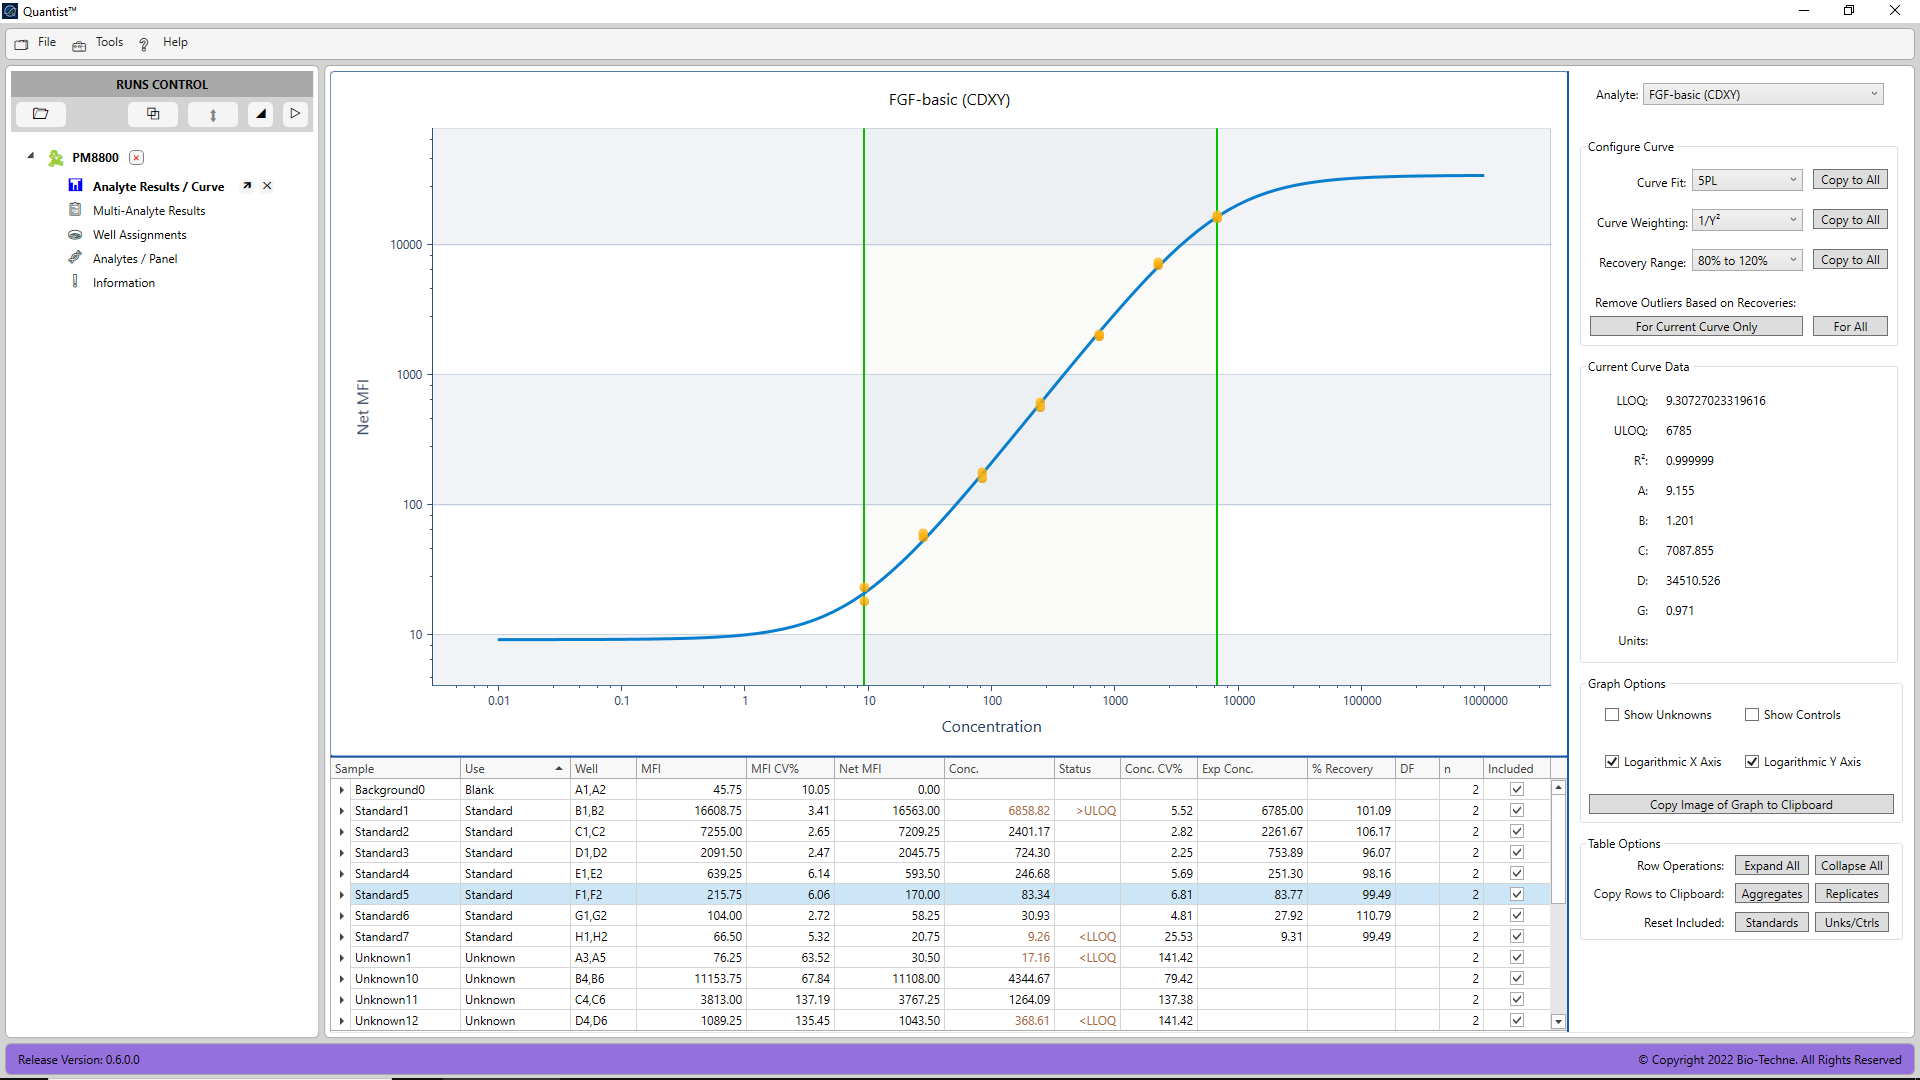 Quantist™
File Tools Help
RUNS CONTROL
PM8800
Analyte Results / Curve
Multi-Analyte Results
Well Assignments
Analytes / Panel
Information
FGF-basic (CDXY)
Net MFI
10000
1000
100
10
0.01 0.1 1 10 100 1000 10000 100000 1000000
Concentration
Sample Use Well MFI MFI CV% Net MFI Conc. Status Conc. CV% Exp Conc. % Recovery DF n Included
Background0 Blank A1,A2 45.75 10.05 0.00 2
Standard1 Standard B1,B2 16608.75 3.41 16563.00 6858.82 >ULOQ 5.52 6785.00 101.09 2
Standard2 Standard C1,C2 7255.00 2.65 7209.25 2401.17 2.82 2261.67 106.17 2
Standard3 Standard D1,D2 2091.50 2.47 2045.75 724.30 2.25 753.89 96.07 2
Standard4 Standard E1,E2 639.25 6.14 593.50 246.68 5.69 251.30 98.16 2
Standard5 Standard F1,F2 215.75 6.06 170.00 83.34 6.81 83.77 99.49 2
Standard6 Standard G1,G2 104.00 2.72 58.25 30.93 4.81 27.92 110.79 2
Standard7 Standard H1,H2 66.50 5.32 20.75 9.26 <LLOQ 25.53 9.31 99.49 2
Unknown1 Unknown A3,A5 76.25 63.52 30.50 17.16 <LLOQ 141.42 2
Unknown10 Unknown B4,B6 11153.75 67.84 11108.00 4344.67 79.42 2
Unknown11 Unknown C4,C6 3813.00 137.19 3767.25 1264.09 137.38 2
Unknown12 Unknown D4,D6 1089.25 135.45 1043.50 368.61 <LLOQ 141.42 2
Analyte: FGF-basic (CDXY)
Configure Curve
Curve Fit: 5PL Copy to All
Curve Weighting: 1/Y² Copy to All
Recovery Range: 80% to 120% Copy to All
Remove Outliers Based on Recoveries:
For Current Curve Only For All
Current Curve Data
LLOQ: 9.30727023319616
ULOQ: 6785
R²: 0.999999
A: 9.155
B: 1.201
C: 7087.855
D: 34510.526
G: 0.971
Units:
Graph Options
Show Unknowns Show Controls
Logarithmic X Axis Logarithmic Y Axis
Copy Image of Graph to Clipboard
Table Options
Row Operations: Expand All Collapse All
Copy Rows to Clipboard: Aggregates Replicates
Reset Included: Standards Unks/Ctrls
Release Version: 0.6.0.0
© Copyright 2022 Bio-Techne. All Rights Reserved